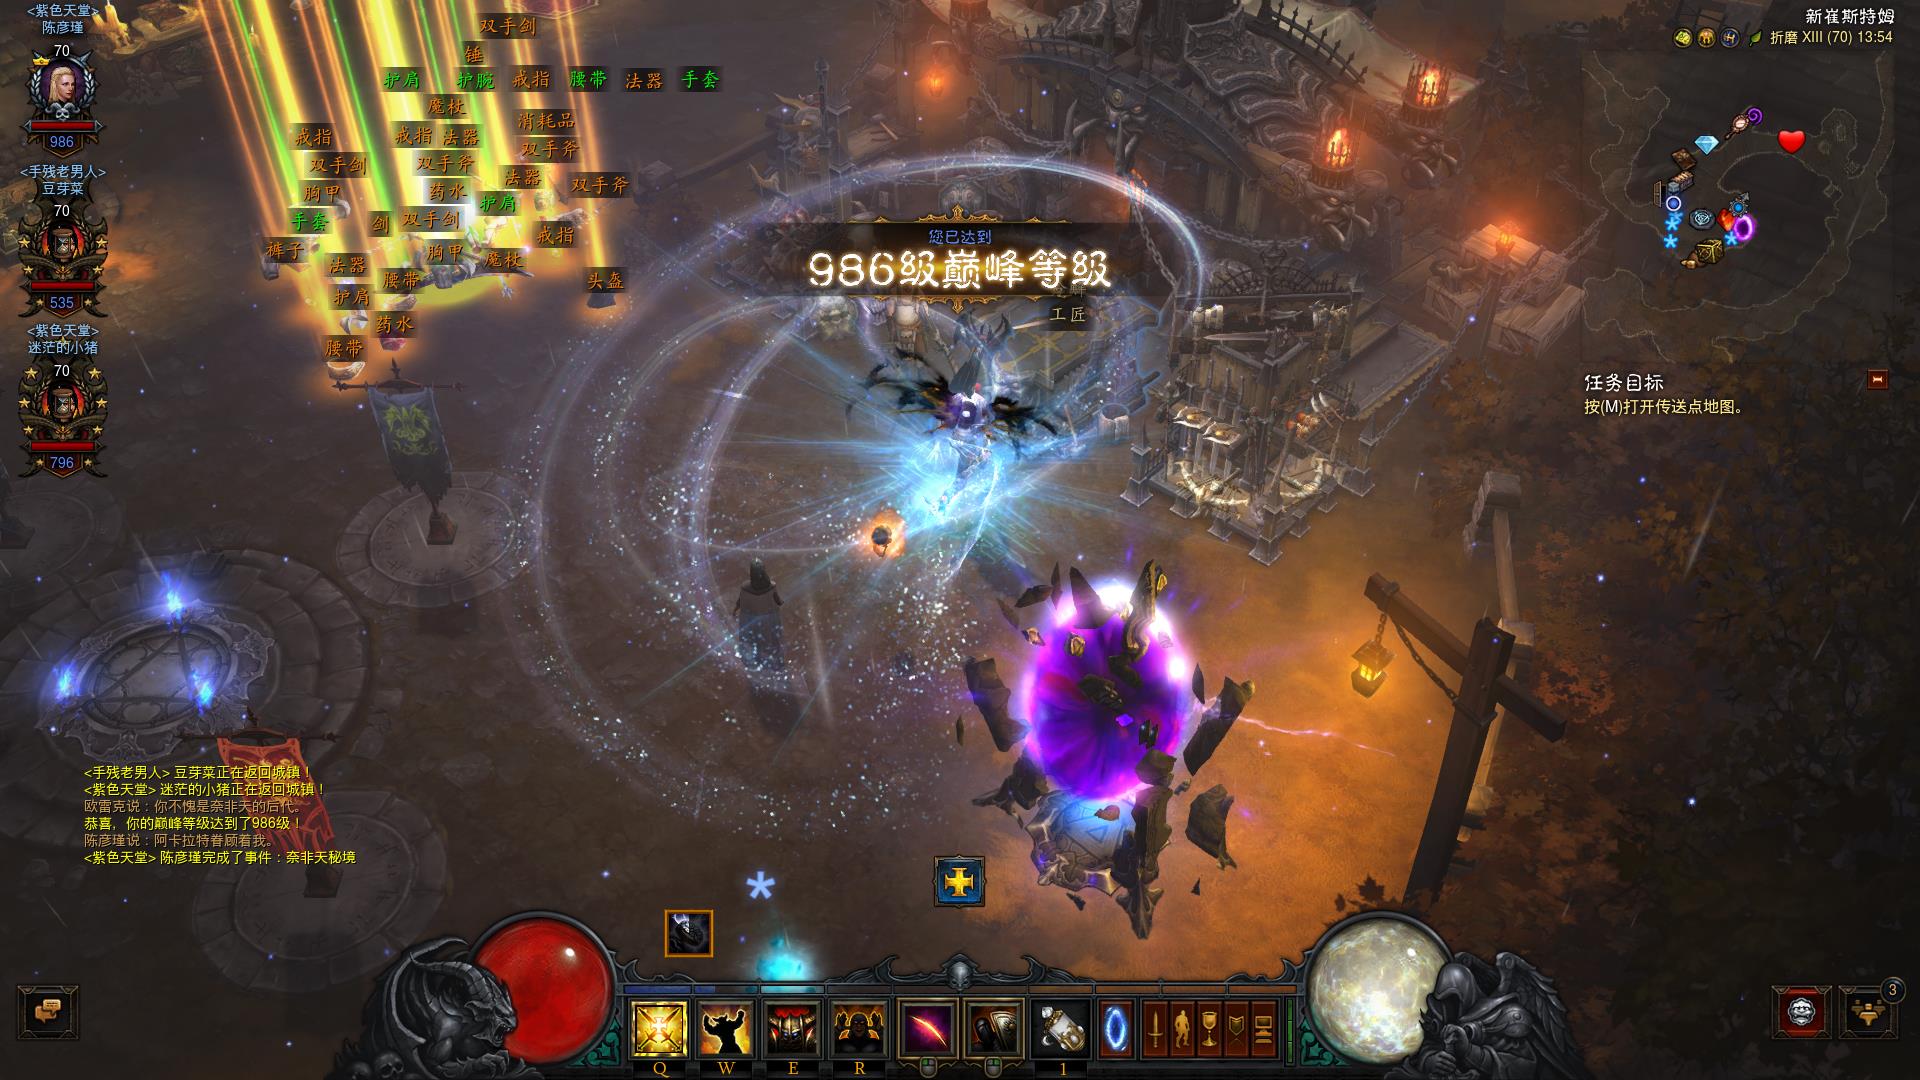 <紫色天堂>
陈彦瑾
70
986
<手残老男人>
豆芽菜
70
535
<紫色天堂>
迷茫的小猪
70
796
双手剑
锤
护肩 护腕 戒指 腰带 法器 手套
魔杖
消耗品
戒指 戒指 法器
双手斧
双手剑 双手斧
法器
双手斧
胸甲 药水
护肩
手套 剑 双手剑
戒指
裤子 胸甲
魔杖
法器
腰带
头盔
护肩
药水
腰带
您已达到
986级巅峰等级
工匠
新崔斯特姆
折磨 XIII (70) 13:54
任务目标
按(M)打开传送点地图。
<手残老男人> 豆芽菜正在返回城镇！
<紫色天堂> 迷茫的小猪正在返回城镇！
欧雷克说：你不愧是奈非天的后代。
恭喜，你的巅峰等级达到了986级！
陈彦瑾说：阿卡拉特眷顾着我。
<紫色天堂> 陈彦瑾完成了事件：奈非天秘境
Q W E R 1
3